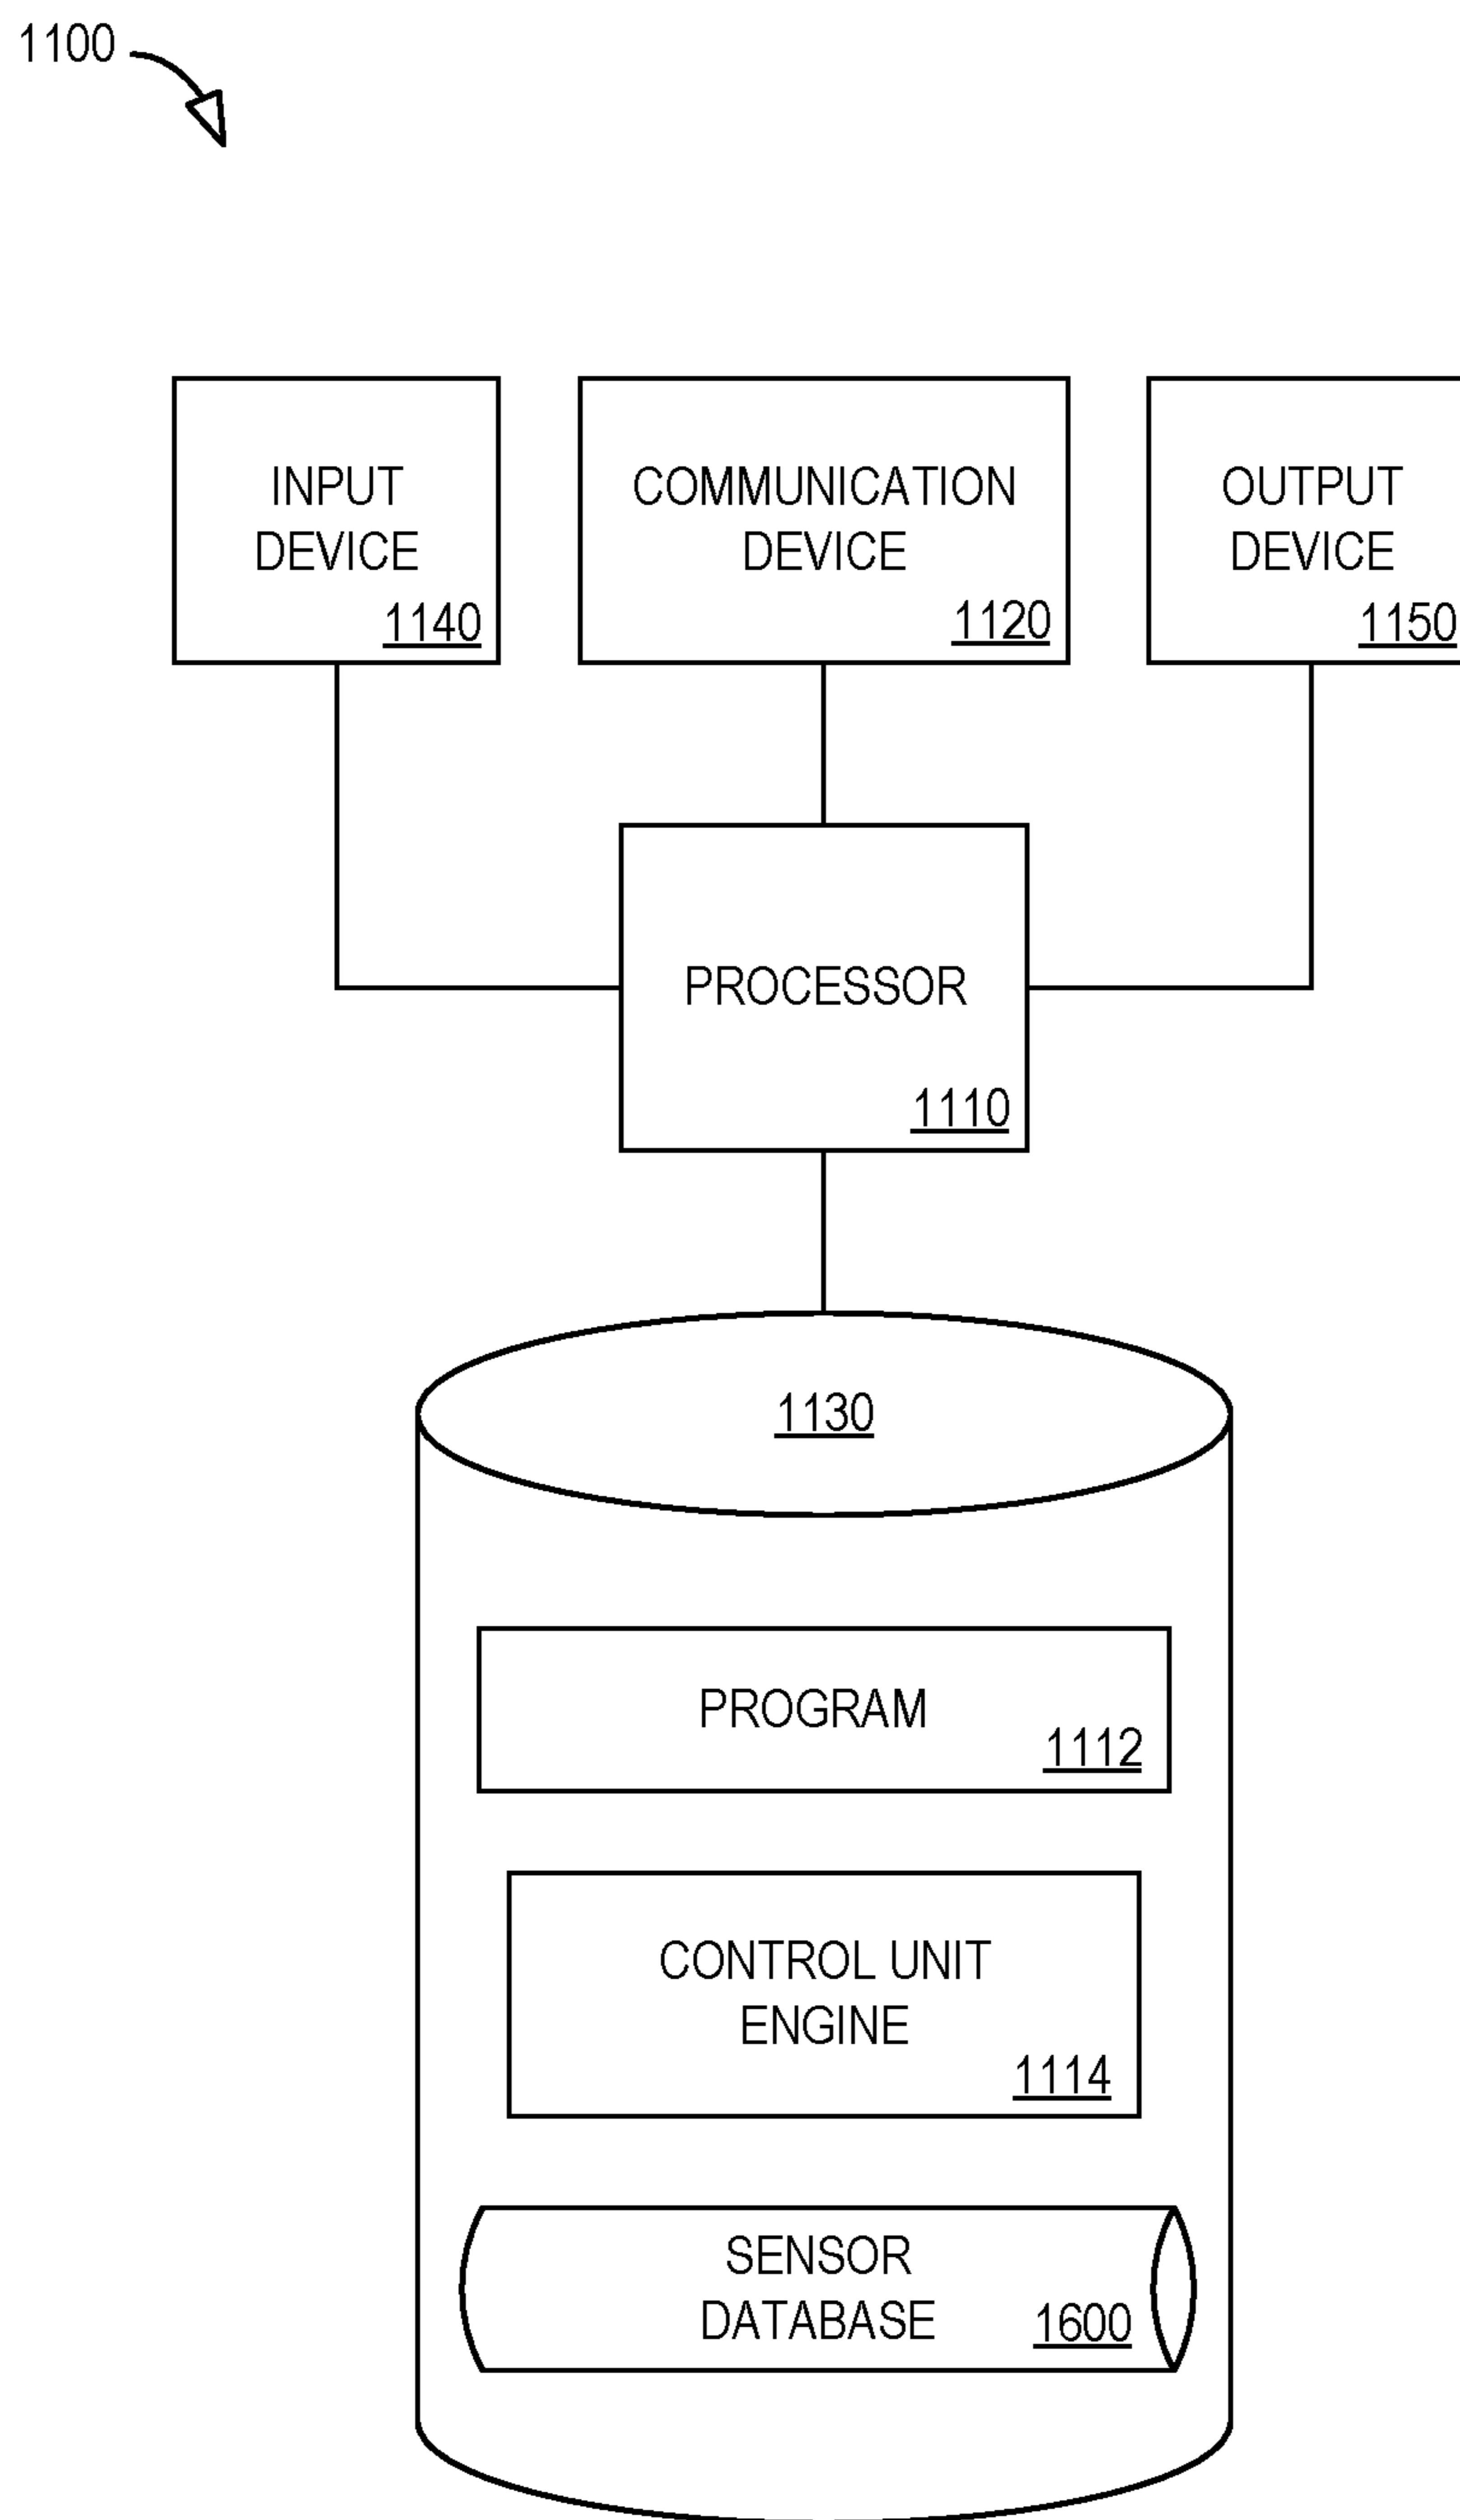 1100
INPUT
DEVICE
1140
COMMUNICATION
DEVICE
1120
OUTPUT
DEVICE
1150
PROCESSOR
1110
1130
PROGRAM
1112
CONTROL UNIT
ENGINE
1114
SENSOR
DATABASE
1600